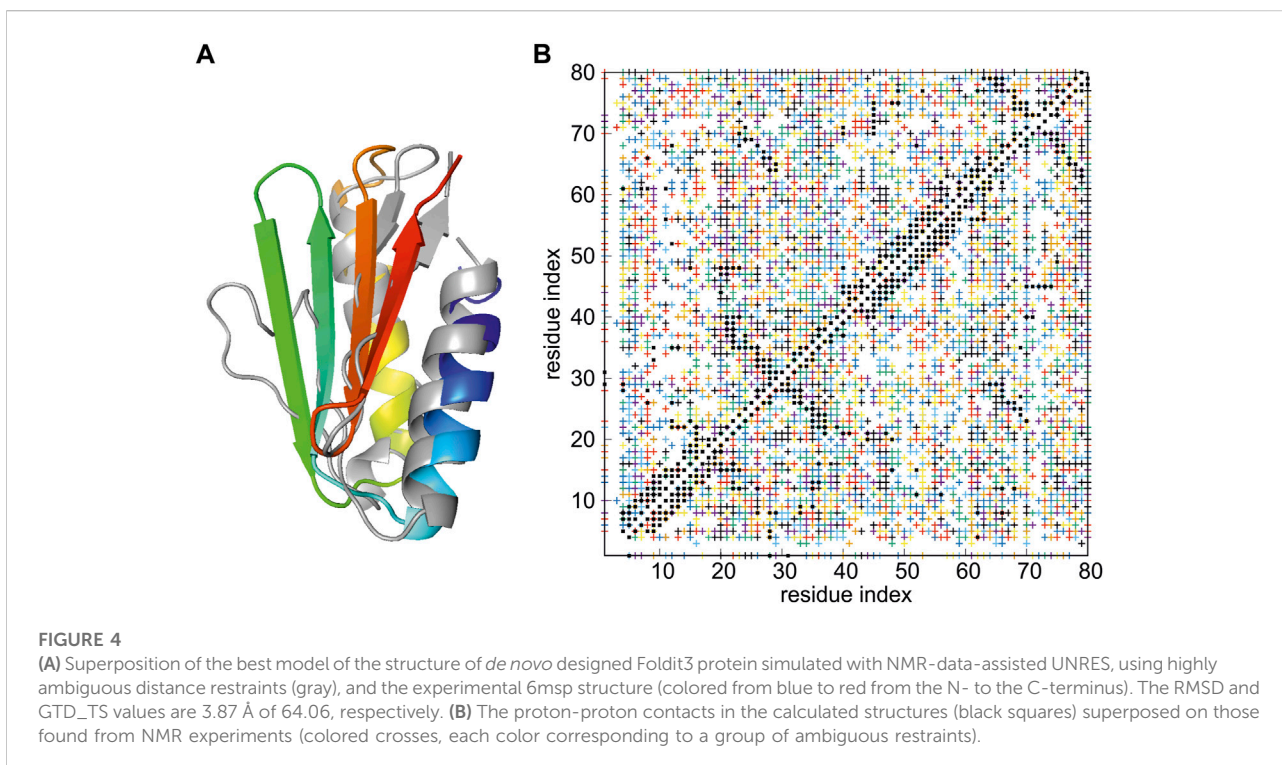 A
B
80
70
60
50
40
30
20
10
residue index
10 20 30 40 50 60 70 80
residue index
FIGURE 4
(A) Superposition of the best model of the structure of de novo designed Foldit3 protein simulated with NMR-data-assisted UNRES, using highly
ambiguous distance restraints (gray), and the experimental 6msp structure (colored from blue to red from the N- to the C-terminus). The RMSD and
GTD_TS values are 3.87 Å of 64.06, respectively. (B) The proton-proton contacts in the calculated structures (black squares) superposed on those
found from NMR experiments (colored crosses, each color corresponding to a group of ambiguous restraints).